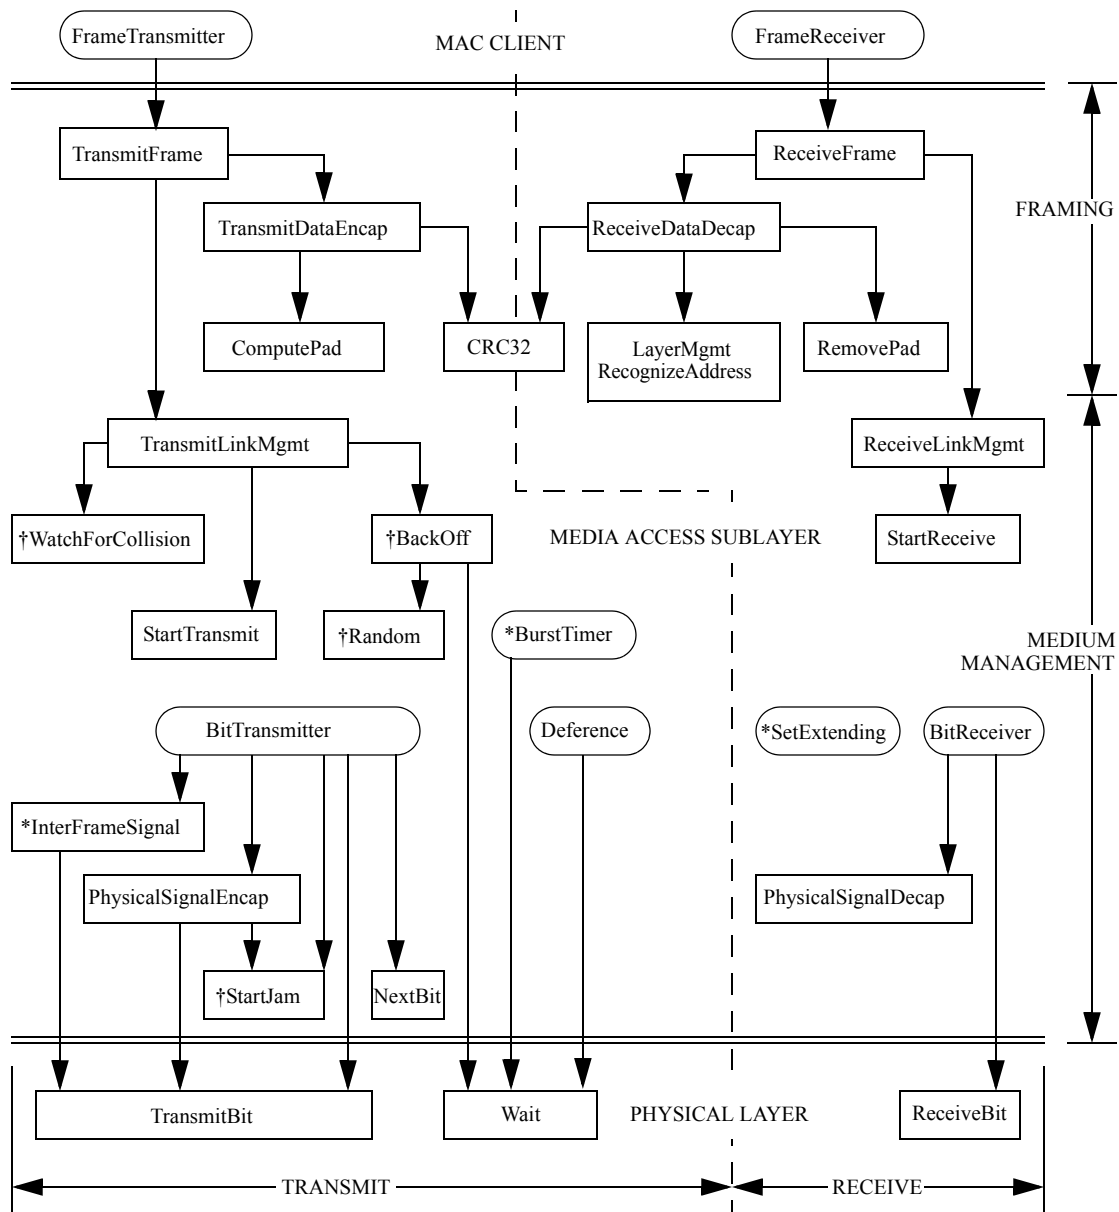 FrameTransmitter
MAC CLIENT
FrameReceiver
TransmitFrame
ReceiveFrame
FRAMING
TransmitDataEncap
ReceiveDataDecap
ComputePad
CRC32
LayerMgmt
RecognizeAddress
RemovePad
TransmitLinkMgmt
ReceiveLinkMgmt
†WatchForCollision
†BackOff
MEDIA ACCESS SUBLAYER
StartReceive
StartTransmit
†Random
*BurstTimer
MEDIUM
MANAGEMENT
BitTransmitter
Deference
*SetExtending
BitReceiver
*InterFrameSignal
PhysicalSignalEncap
PhysicalSignalDecap
†StartJam
NextBit
TransmitBit
Wait
PHYSICAL LAYER
ReceiveBit
TRANSMIT
RECEIVE